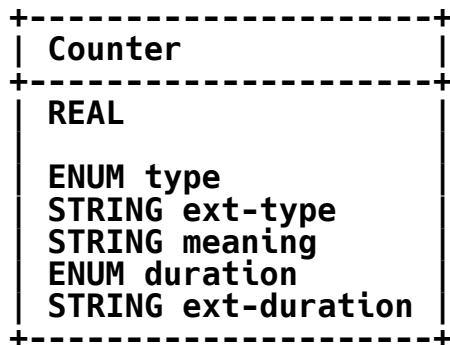 +---------------------+
| Counter             |
+---------------------+
| REAL                |
|                     |
| ENUM type           |
| STRING ext-type     |
| STRING meaning      |
| ENUM duration       |
| STRING ext-duration |
+---------------------+